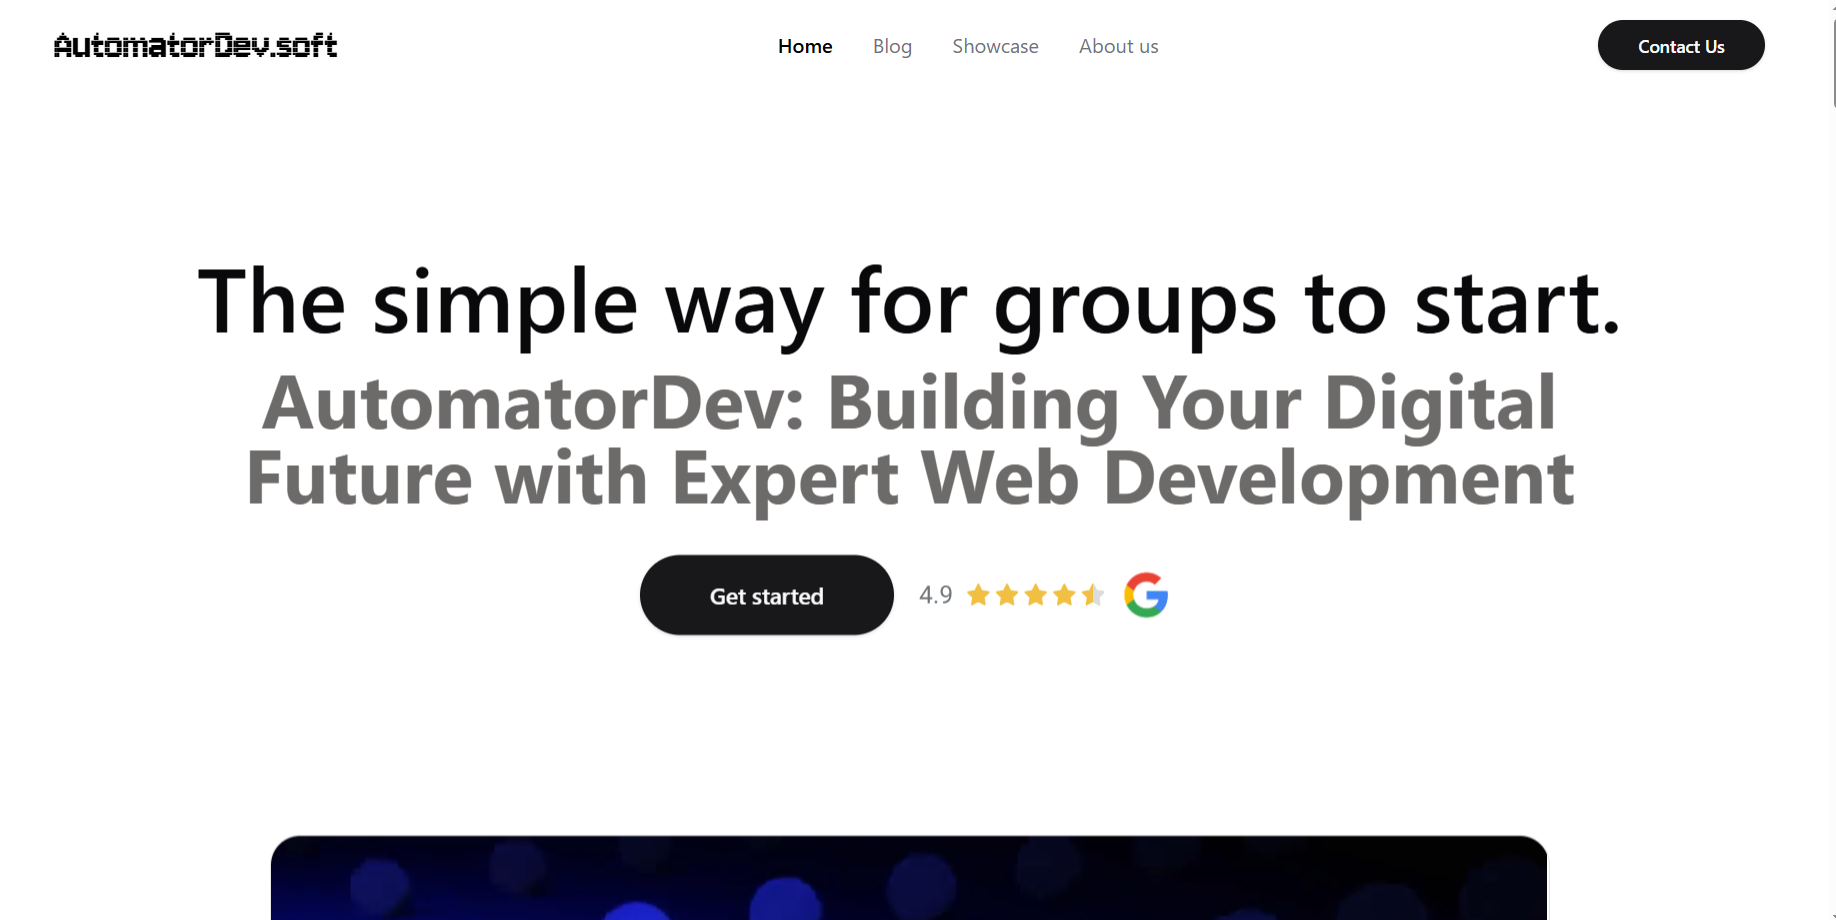 AutomatorDev.soft
Home
Blog
Showcase
About us
Contact Us
The simple way for groups to start.
AutomatorDev: Building Your Digital
Future with Expert Web Development
Get started
4.9